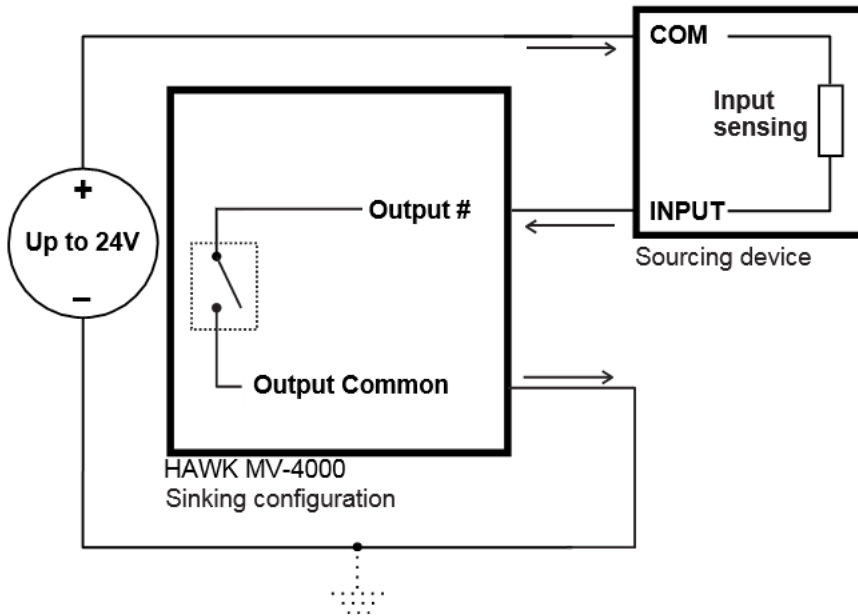 COM
Input
sensing
Output #
INPUT
+
Up to 24V
Sourcing device
–
Output Common
HAWK MV-4000
Sinking configuration